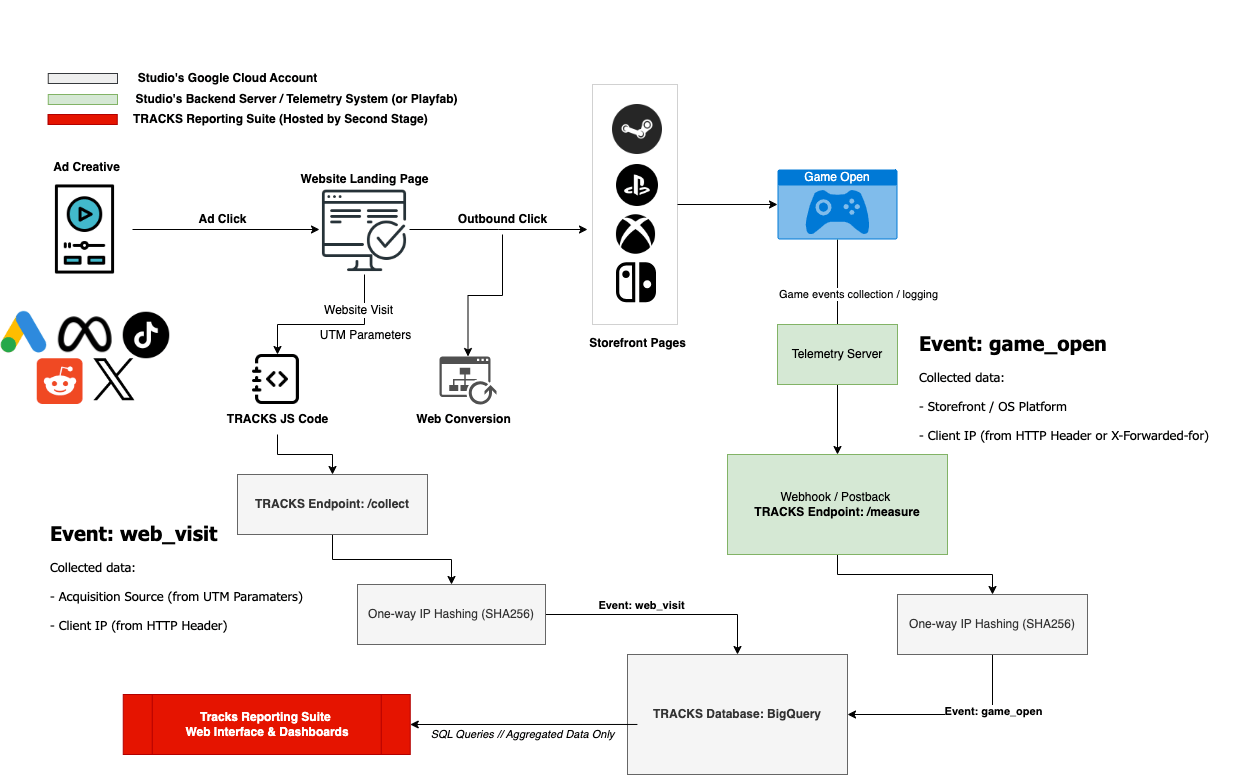 Studio's Google Cloud Account
Studio's Backend Server / Telemetry System (or Playfab)
TRACKS Reporting Suite (Hosted by Second Stage)
Ad Creative
Website Landing Page
Ad Click
Outbound Click
Game Open
Website Visit
UTM Parameters
Storefront Pages
Game events collection / logging
Telemetry Server
Event: game_open
Collected data:
- Storefront / OS Platform
- Client IP (from HTTP Header or X-Forwarded-for)
TRACKS JS Code
Web Conversion
TRACKS Endpoint: /collect
Webhook / Postback
TRACKS Endpoint: /measure
Event: web_visit
Collected data:
- Acquisition Source (from UTM Paramaters)
- Client IP (from HTTP Header)
One-way IP Hashing (SHA256)
Event: web_visit
One-way IP Hashing (SHA256)
TRACKS Database: BigQuery
Event: game_open
Tracks Reporting Suite
Web Interface & Dashboards
SQL Queries // Aggregated Data Only